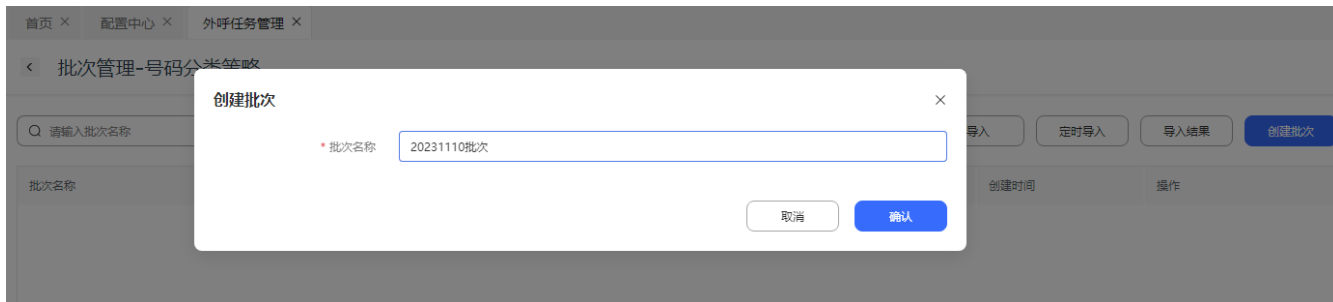 首页 × 配置中心 × 外呼任务管理 ×
批次管理-号码分类策略
创建批次
请输入批次名称
导入 定时导入 导入结果 创建批次
* 批次名称 20231110批次
批次名称 创建时间 操作
取消 确认